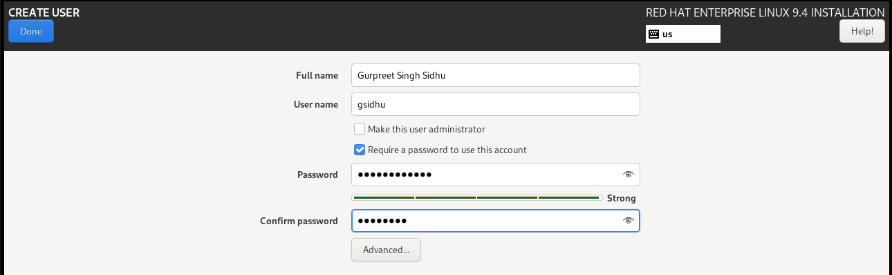 CREATE USER
RED HAT ENTERPRISE LINUX 9.4 INSTALLATION
Done
us
Help!
Full name
Gurpreet Singh Sidhu
User name
gsidhu
Make this user administrator
Require a password to use this account
Password
●●●●●●●●●●●●
Strong
Confirm password
●●●●●●●●
Advanced...